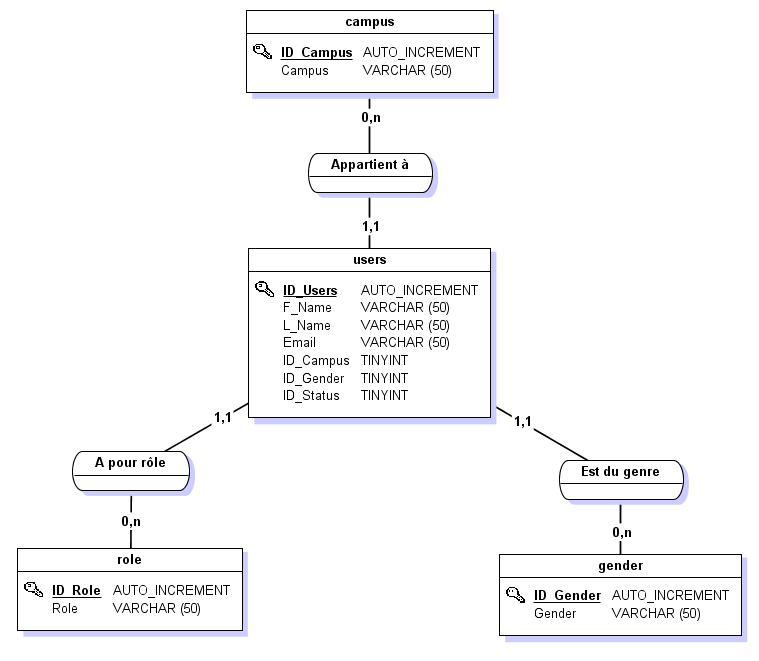 campus
ID_Campus AUTO_INCREMENT
Campus VARCHAR (50)
0,n
Appartient à
1,1
users
ID_Users AUTO_INCREMENT
F_Name VARCHAR (50)
L_Name VARCHAR (50)
Email VARCHAR (50)
ID_Campus TINYINT
ID_Gender TINYINT
ID_Status TINYINT
1,1
1,1
A pour rôle
Est du genre
0,n
0,n
role
ID_Role AUTO_INCREMENT
Role VARCHAR (50)
gender
ID_Gender AUTO_INCREMENT
Gender VARCHAR (50)